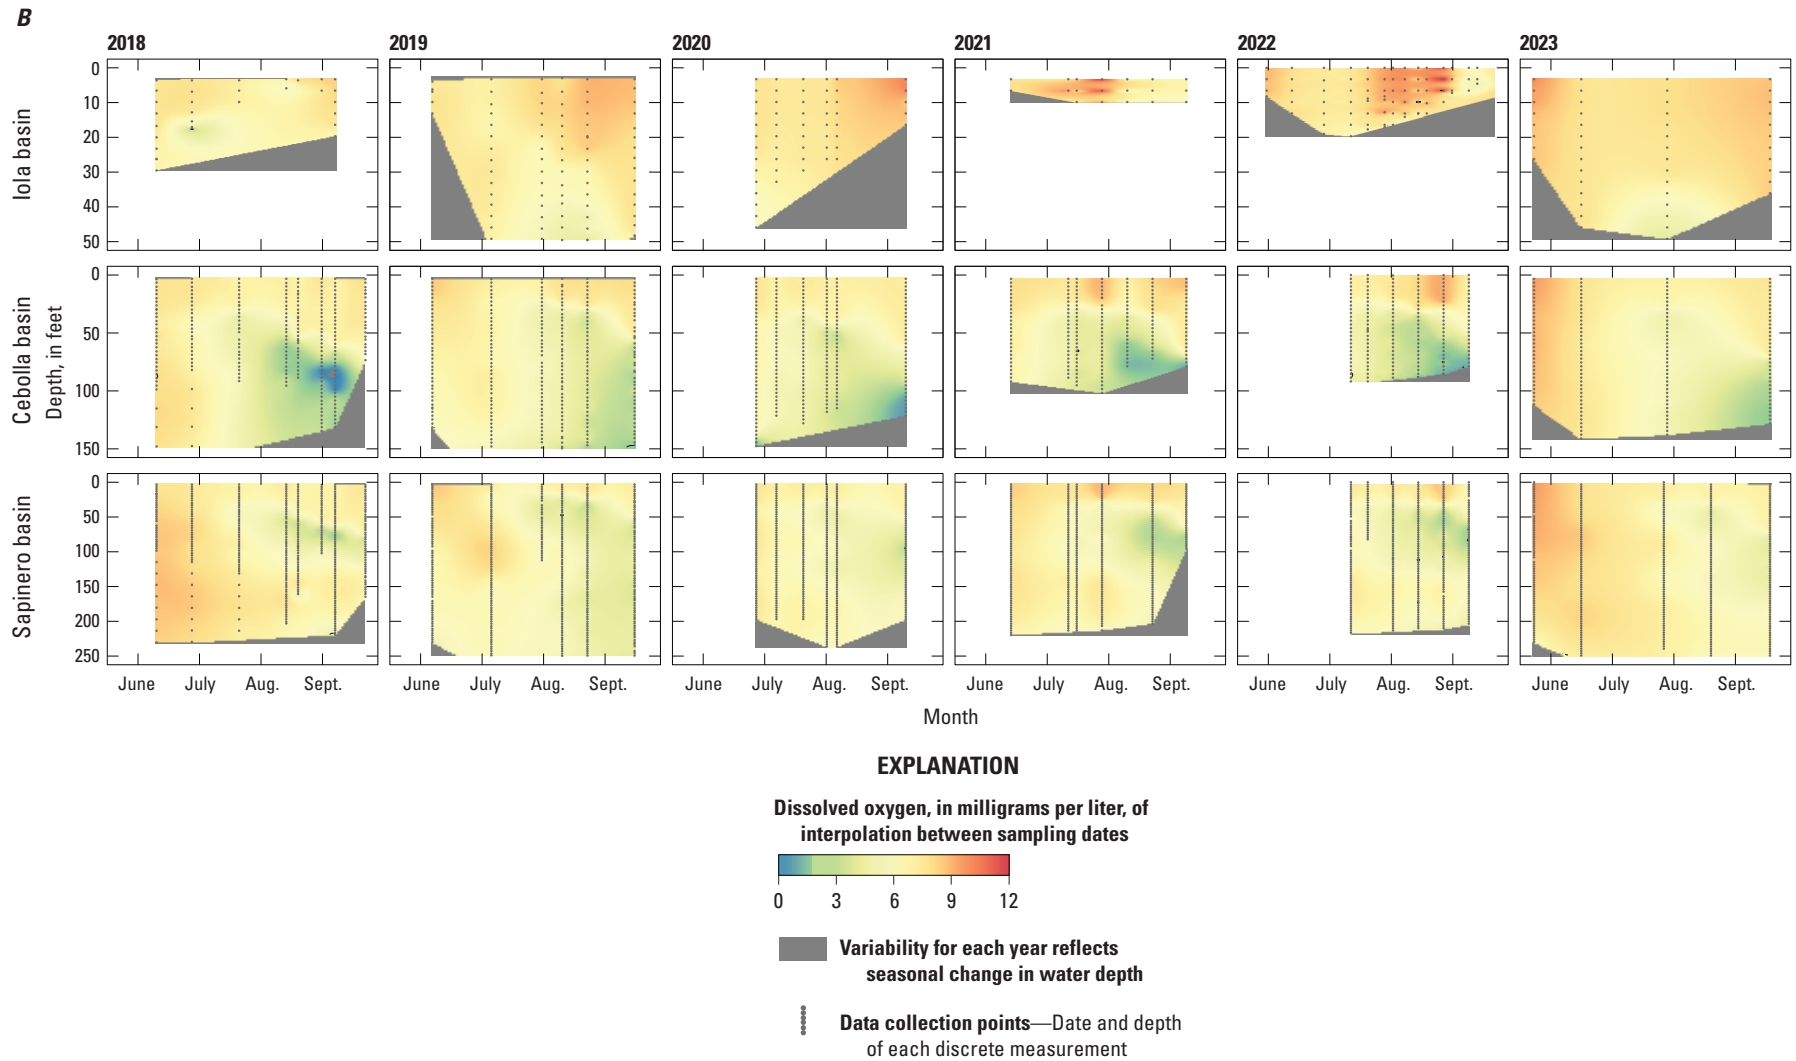 B
2018 2019 2020 2021 2022 2023
Iola basin
0
10
20
30
40
50
Cebolla basin
Depth, in feet
0
50
100
150
Sapinero basin
0
50
100
150
200
250
June July Aug. Sept. June July Aug. Sept. June July Aug. Sept. June July Aug. Sept. June July Aug. Sept. June July Aug. Sept.
Month
EXPLANATION
Dissolved oxygen, in milligrams per liter, of
interpolation between sampling dates
0 3 6 9 12
Variability for each year reflects
seasonal change in water depth
Data collection points—Date and depth
of each discrete measurement